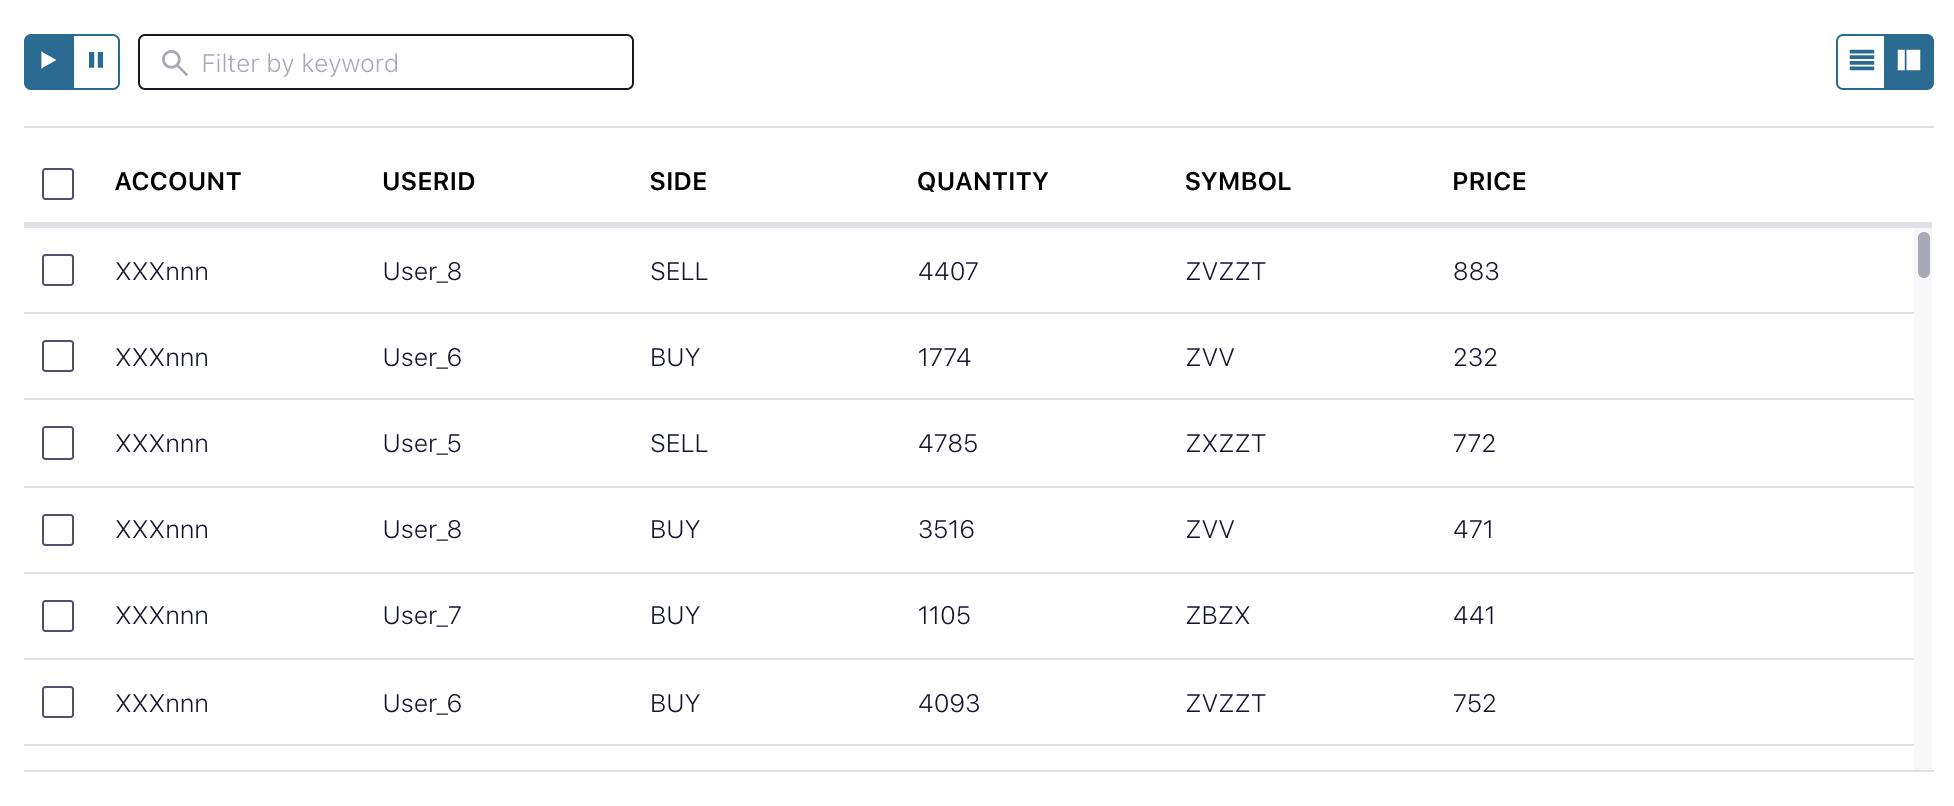 Filter by keyword
ACCOUNT USERID SIDE QUANTITY SYMBOL PRICE
XXXnnn User_8 SELL 4407 ZVZZT 883
XXXnnn User_6 BUY 1774 ZVV 232
XXXnnn User_5 SELL 4785 ZXZZT 772
XXXnnn User_8 BUY 3516 ZVV 471
XXXnnn User_7 BUY 1105 ZBZX 441
XXXnnn User_6 BUY 4093 ZVZZT 752